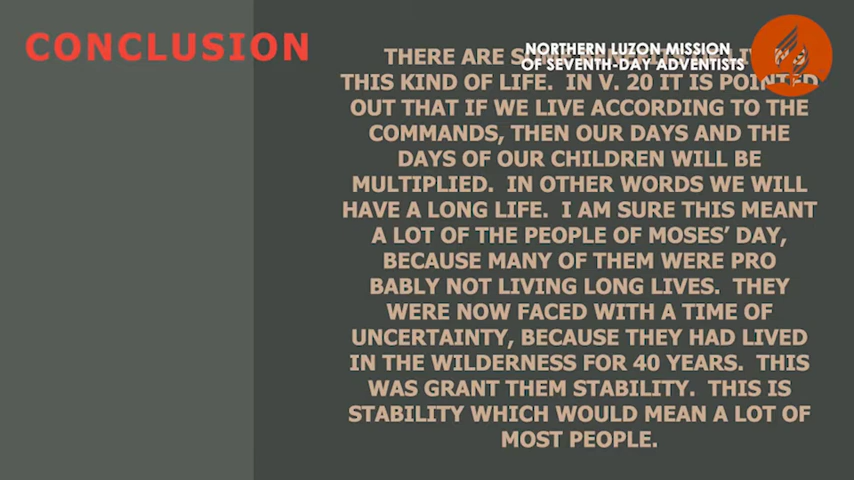 CONCLUSION
NORTHERN LUZON MISSION
OF SEVENTH-DAY ADVENTISTS
THERE ARE
THIS KIND OF LIFE. IN V. 20 IT IS POINTED
OUT THAT IF WE LIVE ACCORDING TO THE
COMMANDS, THEN OUR DAYS AND THE
DAYS OF OUR CHILDREN WILL BE
MULTIPLIED. IN OTHER WORDS WE WILL
HAVE A LONG LIFE. I AM SURE THIS MEANT
A LOT OF THE PEOPLE OF MOSES' DAY,
BECAUSE MANY OF THEM WERE PRO
BABLY NOT LIVING LONG LIVES. THEY
WERE NOW FACED WITH A TIME OF
UNCERTAINTY, BECAUSE THEY HAD LIVED
IN THE WILDERNESS FOR 40 YEARS. THIS
WAS GRANT THEM STABILITY. THIS IS
STABILITY WHICH WOULD MEAN A LOT OF
MOST PEOPLE.